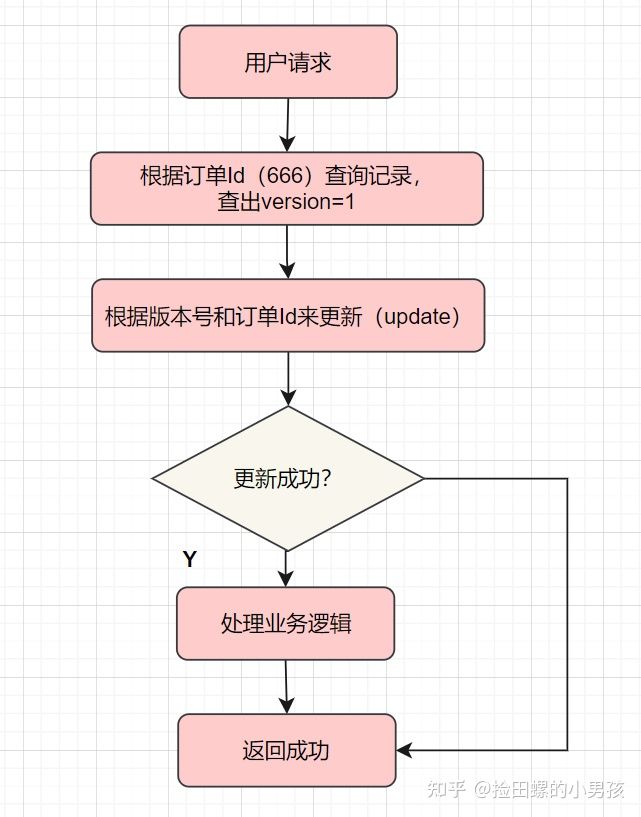 用户请求
根据订单Id（666）查询记录，
查出version=1
根据版本号和订单Id来更新（update）
更新成功？
Y
处理业务逻辑
返回成功
知乎 @捡田螺的小男孩